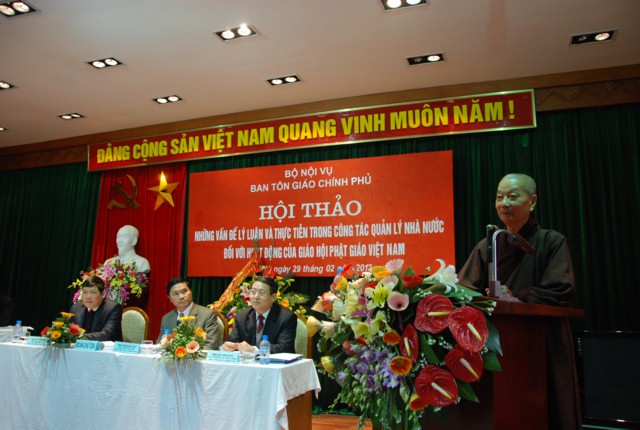 ĐẢNG CỘNG SẢN VIỆT NAM QUANG VINH MUÔN NĂM !
BỘ NỘI VỤ
BAN TÔN GIÁO CHÍNH PHỦ
HỘI THẢO
NHỮNG VẤN ĐỀ LÝ LUẬN VÀ THỰC TIỄN TRONG CÔNG TÁC QUẢN LÝ NHÀ NƯỚC
ĐỐI VỚI HOẠT ĐỘNG CỦA GIÁO HỘI PHẬT GIÁO VIỆT NAM
ngày 29 tháng 02